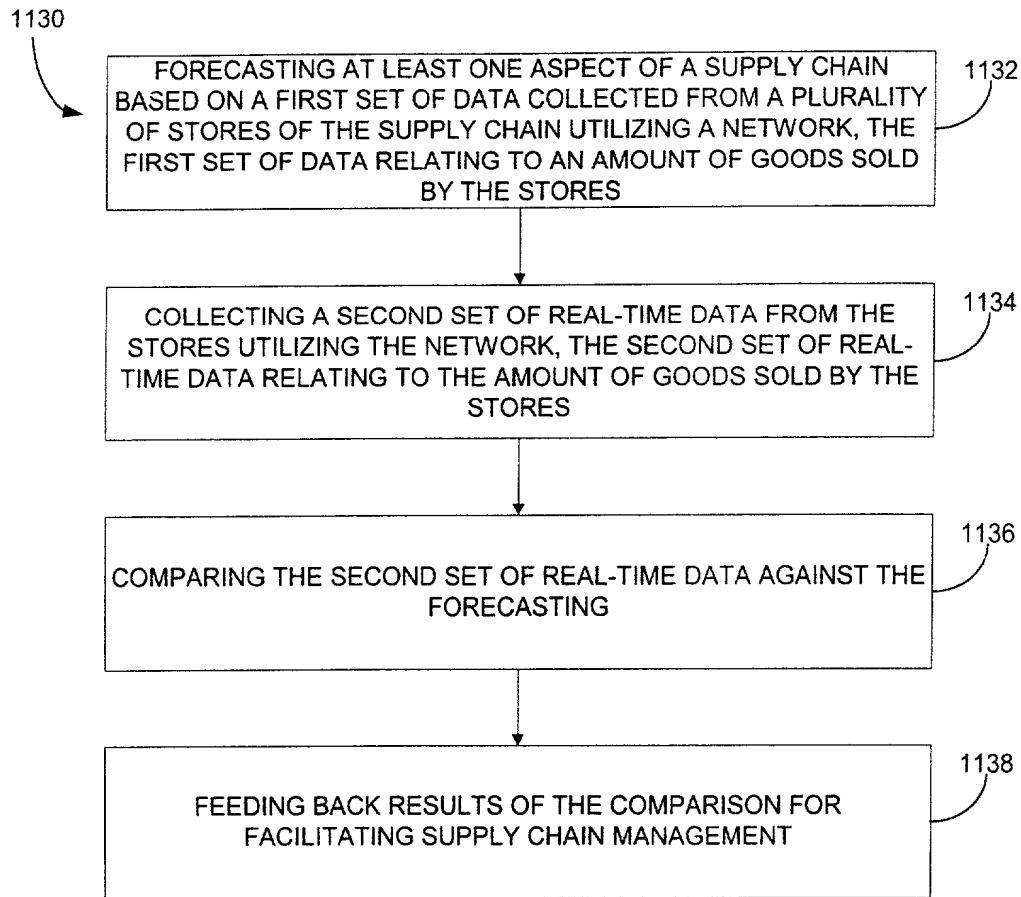 1130
FORECASTING AT LEAST ONE ASPECT OF A SUPPLY CHAIN
BASED ON A FIRST SET OF DATA COLLECTED FROM A PLURALITY
OF STORES OF THE SUPPLY CHAIN UTILIZING A NETWORK, THE
FIRST SET OF DATA RELATING TO AN AMOUNT OF GOODS SOLD
BY THE STORES
1132
COLLECTING A SECOND SET OF REAL-TIME DATA FROM THE
STORES UTILIZING THE NETWORK, THE SECOND SET OF REAL-
TIME DATA RELATING TO THE AMOUNT OF GOODS SOLD BY THE
STORES
1134
COMPARING THE SECOND SET OF REAL-TIME DATA AGAINST THE
FORECASTING
1136
FEEDING BACK RESULTS OF THE COMPARISON FOR
FACILITATING SUPPLY CHAIN MANAGEMENT
1138